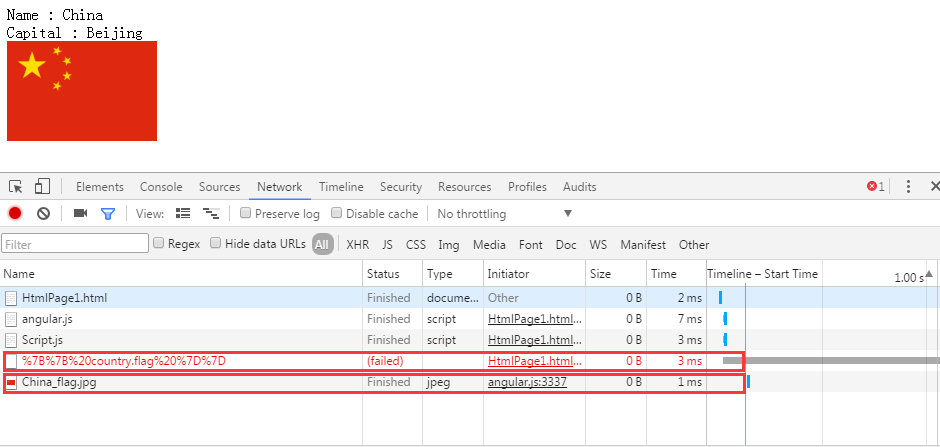 Name : China
Capital : Beijing
Elements Console Sources Network Timeline Security Resources Profiles Audits 1
View: Preserve log Disable cache No throttling
Filter Regex Hide data URLs All XHR JS CSS Img Media Font Doc WS Manifest Other
Name Status Type Initiator Size Time Timeline – Start Time 1.00 s
HtmlPage1.html Finished docume... Other 0 B 2 ms
angular.js Finished script HtmlPage1.html... 0 B 7 ms
Script.js Finished script HtmlPage1.html... 0 B 3 ms
%7B%7B%20country.flag%20%7D%7D (failed) HtmlPage1.html... 0 B 3 ms
China_flag.jpg Finished jpeg angular.js:3337 0 B 1 ms